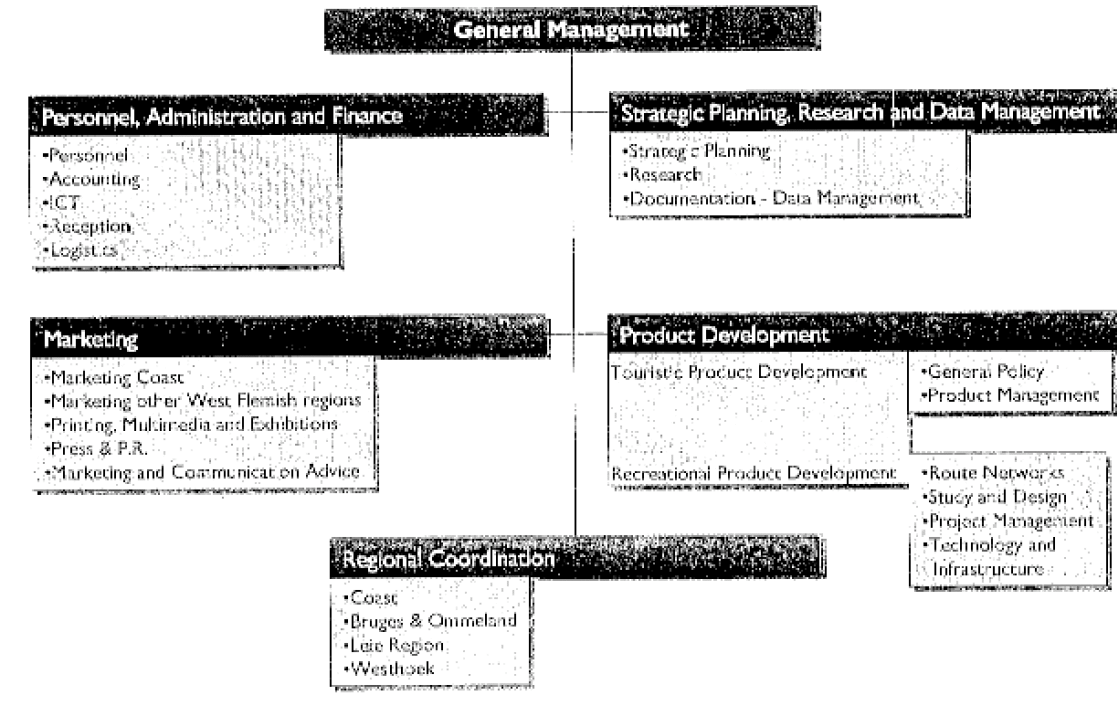 General Management
Personnel, Administration and Finance
•Personnel
•Accounting
•ICT
•Reception
•Logistics
Strategic Planning, Research and Data Management
•Strategic Planning
•Research
•Documentation - Data Management
Marketing
•Marketing Coast
•Marketing other West Flemish regions
•Printing, Multimedia and Exhibitions
•Press & P.R.
•Marketing and Communication Advice
Product Development
Touristic Product Development
•General Policy
•Product Management
Recreational Product Development
•Route Networks
•Study and Design
•Project Management
•Technology and
Infrastructure
Regional Coordination
•Coast
•Bruges & Ommeland
•Leie Region
•Westhoek